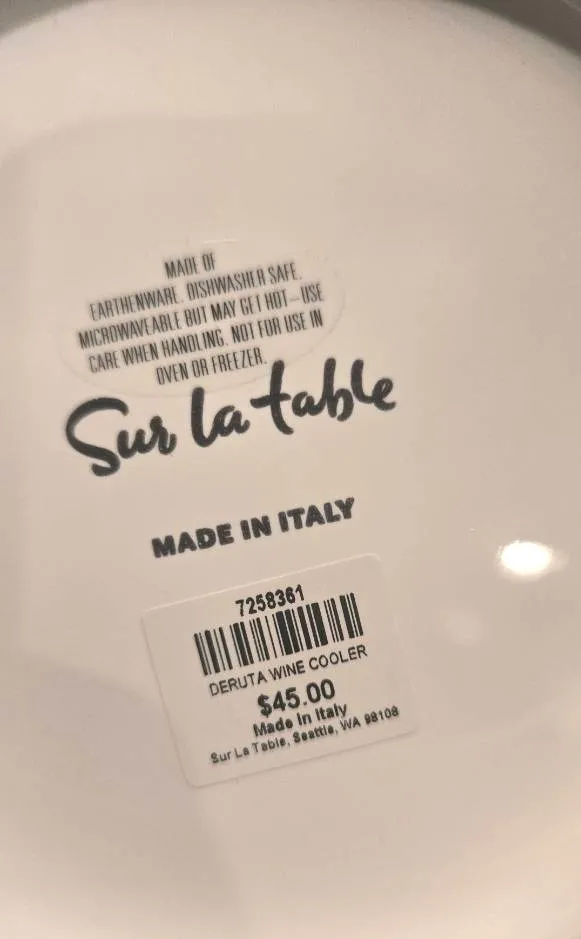 MADE OF
EARTHENWARE. DISHWASHER SAFE.
MICROWAVEABLE BUT MAY GET HOT—USE
CARE WHEN HANDLING. NOT FOR USE IN
OVEN OR FREEZER.
Sur la table
MADE IN ITALY
7258361
DERUTA WINE COOLER
$45.00
Made In Italy
Sur La Table, Seattle, WA 98108